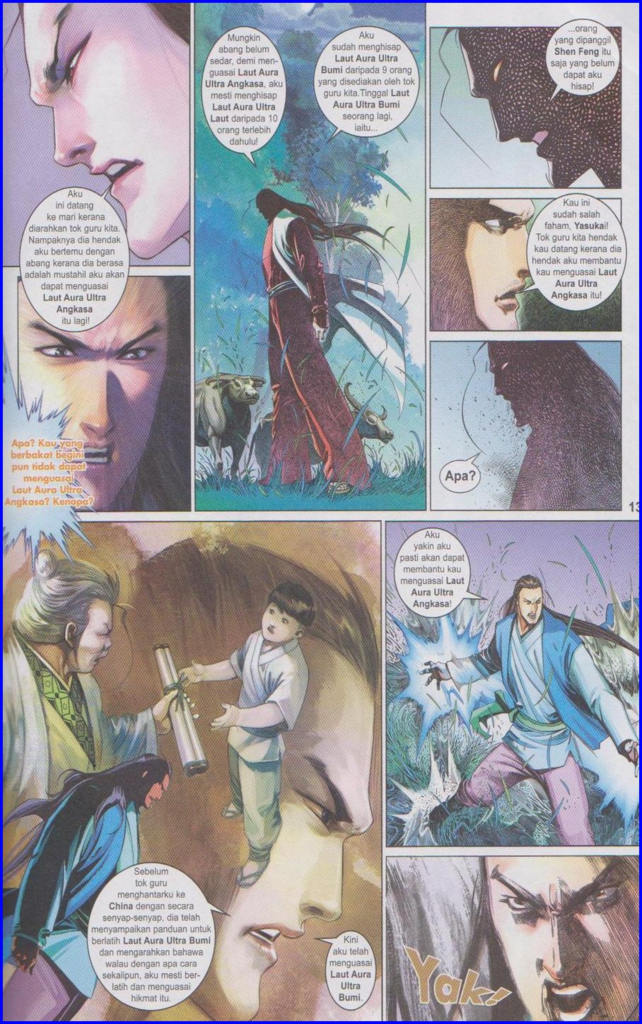 Aku
ini datang
ke mari kerana
diarahkan tok guru kita.
Nampaknya dia hendak
aku bertemu dengan
abang kerana dia berasa
adalah mustahil aku akan
dapat menguasai
Laut Aura Ultra
Angkasa
itu lagi!
Apa? Kau yang
berbakat begini
pun tidak dapat
menguasai
Laut Aura Ultra
Angkasa? Kenapa?
Mungkin
abang belum
sedar, demi men-
guasai Laut Aura
Ultra Angkasa, aku
mesti menghisap
Laut Aura Ultra
Laut daripada 10
orang terlebih
dahulu!
Aku
sudah menghisap
Laut Aura Ultra
Bumi daripada 9 orang
yang disediakan oleh tok
guru kita.Tinggal Laut
Aura Ultra Bumi
seorang lagi,
iaitu...
...orang
yang dipanggil
Shen Feng itu
saja yang belum
dapat aku
hisap!
Kau ini
sudah salah
faham, Yasukai!
Tok guru kita hendak
kau datang kerana dia
hendak aku membantu
kau menguasai Laut
Aura Ultra
Angkasa itu!
Apa?
13
Sebelum
tok guru
menghantarku ke
China dengan secara
senyap-senyap, dia telah
menyampaikan panduan untuk
berlatih Laut Aura Ultra Bumi
dan mengarahkan bahawa
walau dengan apa cara
sekalipun, aku mesti ber-
latih dan menguasai
hikmat itu.
Kini
aku telah
menguasai
Laut Aura
Ultra
Bumi.
Aku
yakin aku
pasti akan dapat
membantu kau
menguasai Laut
Aura Ultra
Angkasa!
Yak!